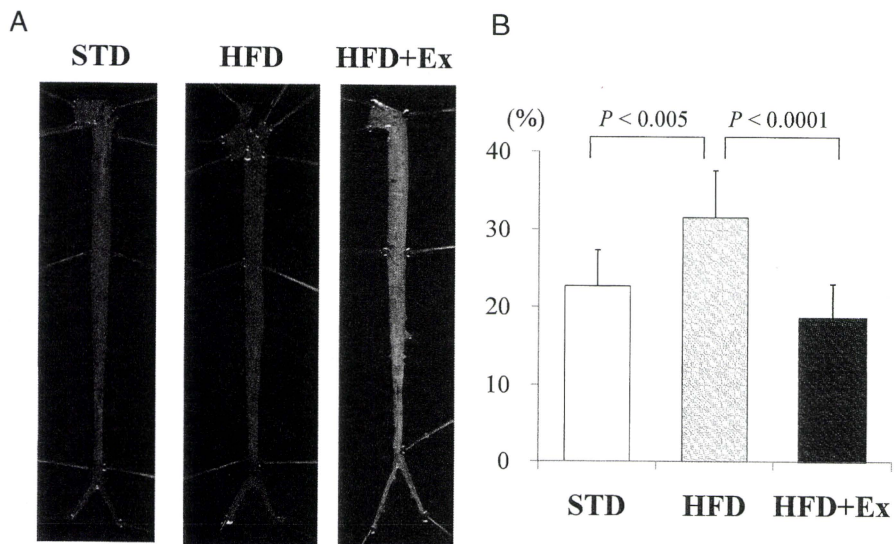 A
STD HFD HFD+Ex
B
(%)
P < 0.005 P < 0.0001
40
30
20
10
0
STD HFD HFD+Ex